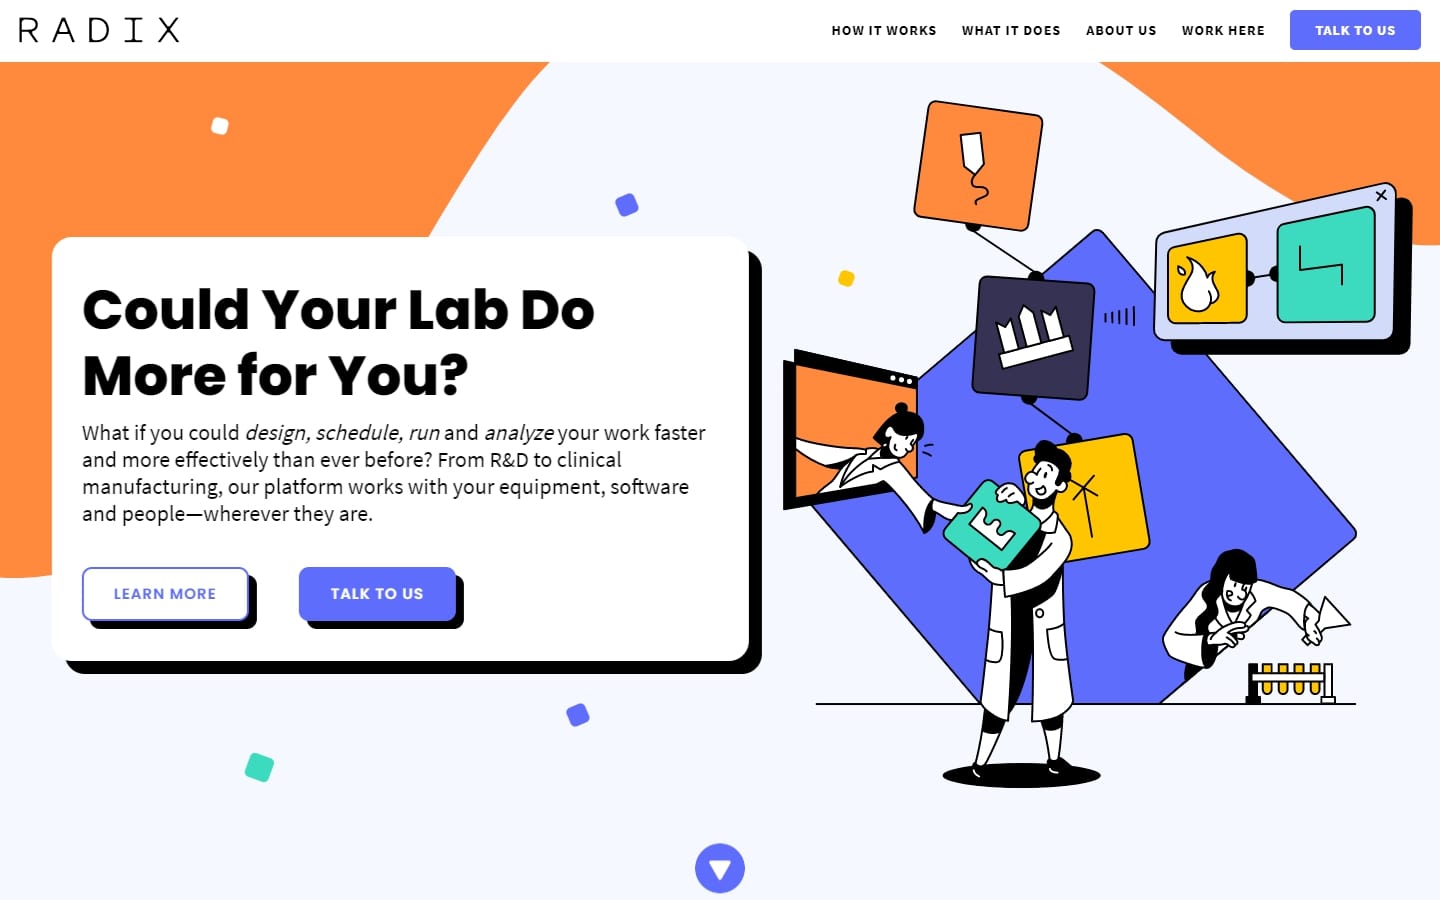 RADIX
HOW IT WORKS
WHAT IT DOES
ABOUT US
WORK HERE
TALK TO US
Could Your Lab Do
More for You?
What if you could design, schedule, run and analyze your work faster
and more effectively than ever before? From R&D to clinical
manufacturing, our platform works with your equipment, software
and people—wherever they are.
LEARN MORE
TALK TO US